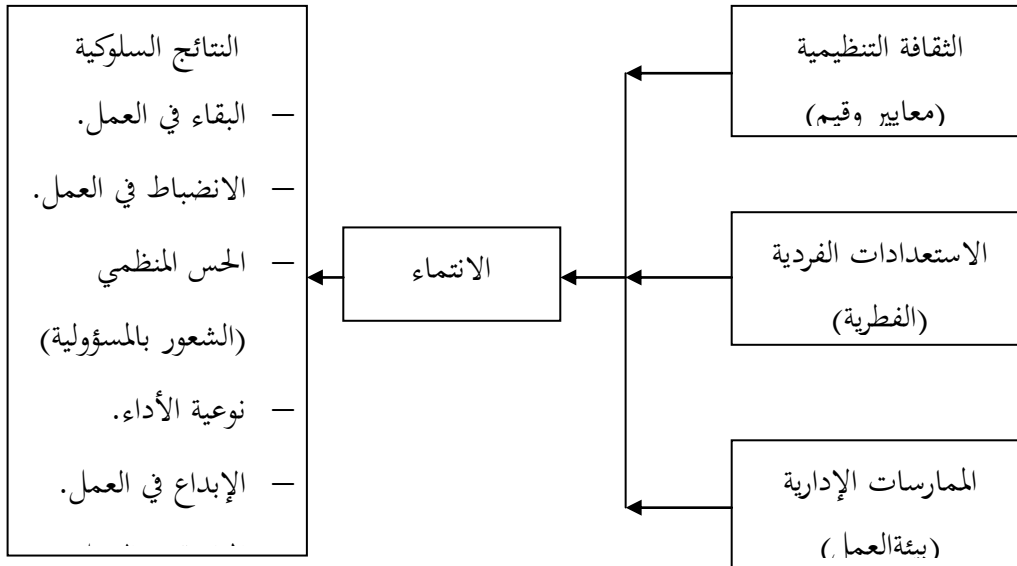 الثقافة التنظيمية
(معايير وقيم)
الاستعدادات الفردية
(الفطرية)
الممارسات الإدارية
(بيئةالعمل)
الانتماء
النتائج السلوكية
– البقاء في العمل.
– الانضباط في العمل.
– الحس المنظمي
(الشعور بالمسؤولية)
– نوعية الأداء.
– الإبداع في العمل.